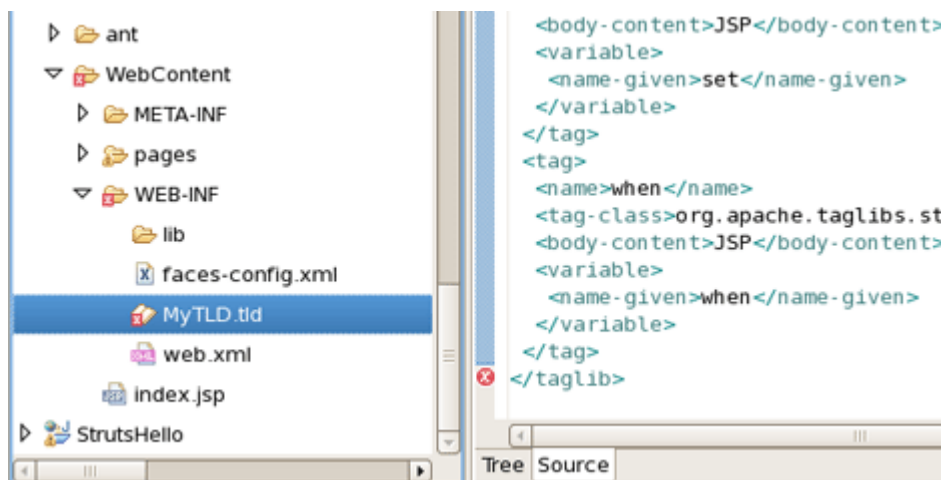 ant
WebContent
META-INF
pages
WEB-INF
lib
faces-config.xml
MyTLD.tld
web.xml
index.jsp
StrutsHello
<body-content>JSP</body-content>
<variable>
<name-given>set</name-given>
</variable>
</tag>
<tag>
<name>when</name>
<tag-class>org.apache.taglibs.st
<body-content>JSP</body-content>
<variable>
<name-given>when</name-given>
</variable>
</tag>
</taglib>
Tree Source